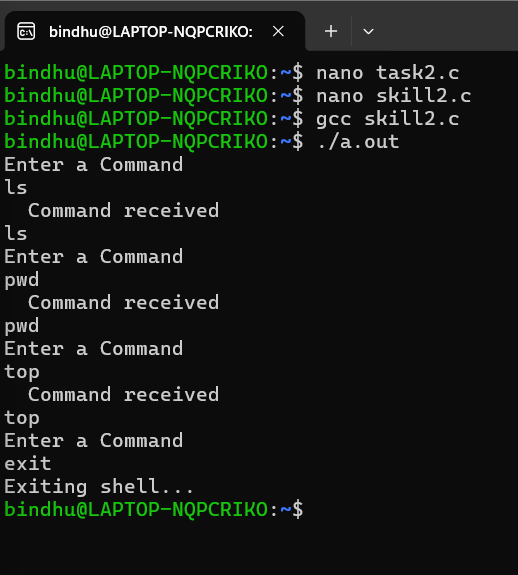 bindhu@LAPTOP-NQPCRIKO:
bindhu@LAPTOP-NQPCRIKO:~$ nano task2.c
bindhu@LAPTOP-NQPCRIKO:~$ nano skill2.c
bindhu@LAPTOP-NQPCRIKO:~$ gcc skill2.c
bindhu@LAPTOP-NQPCRIKO:~$ ./a.out
Enter a Command
ls
  Command received
ls
Enter a Command
pwd
  Command received
pwd
Enter a Command
top
  Command received
top
Enter a Command
exit
Exiting shell...
bindhu@LAPTOP-NQPCRIKO:~$